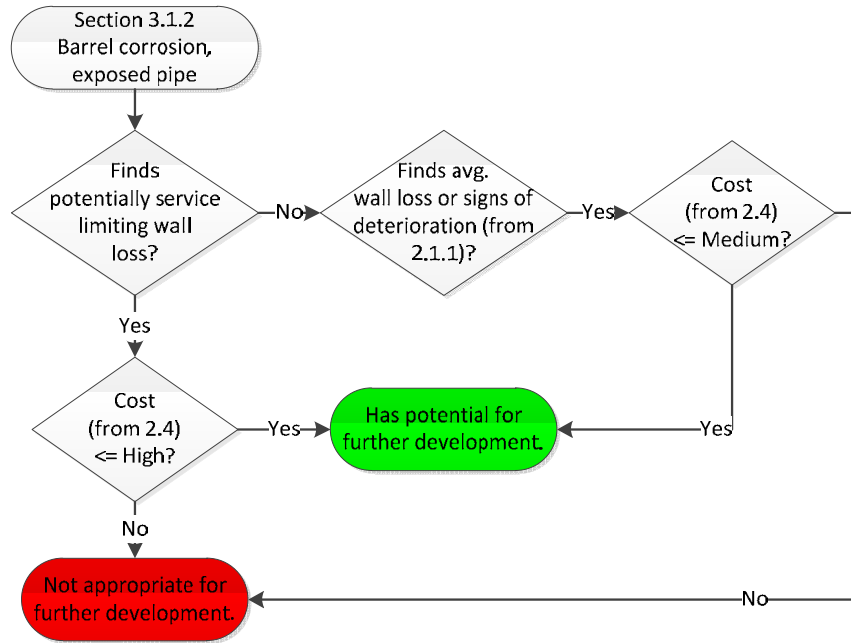 Section 3.1.2
Barrel corrosion,
exposed pipe
Finds
potentially service
limiting wall
loss?
No
Finds avg.
wall loss or signs of
deterioration (from
2.1.1)?
Yes
Cost
(from 2.4)
<= Medium?
Yes
Cost
(from 2.4)
<= High?
Yes
Has potential for
further development.
Yes
No
Not appropriate for
further development.
No